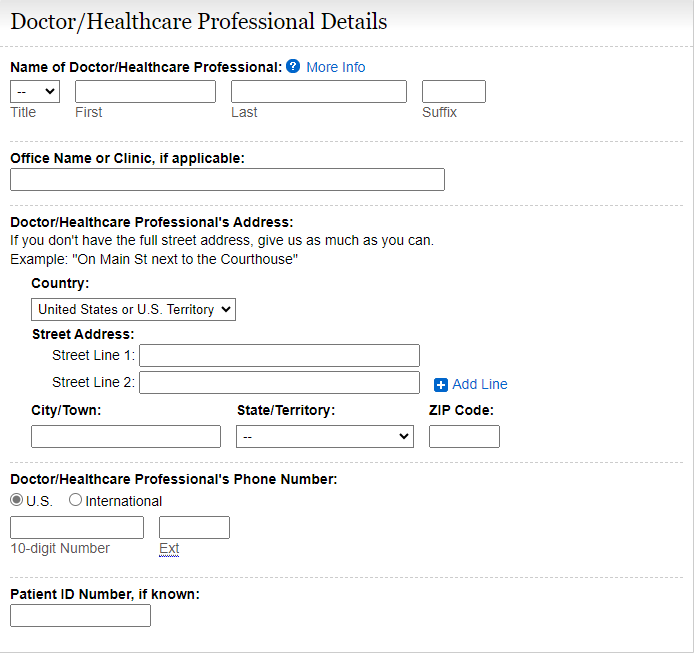 Doctor/Healthcare Professional Details
Name of Doctor/Healthcare Professional: ? More Info
--
Title First Last Suffix
Office Name or Clinic, if applicable:
Doctor/Healthcare Professional's Address:
If you don't have the full street address, give us as much as you can.
Example: "On Main St next to the Courthouse"
Country:
United States or U.S. Territory
Street Address:
Street Line 1:
Street Line 2: + Add Line
City/Town: State/Territory: ZIP Code:
--
Doctor/Healthcare Professional's Phone Number:
U.S. International
10-digit Number Ext
Patient ID Number, if known: